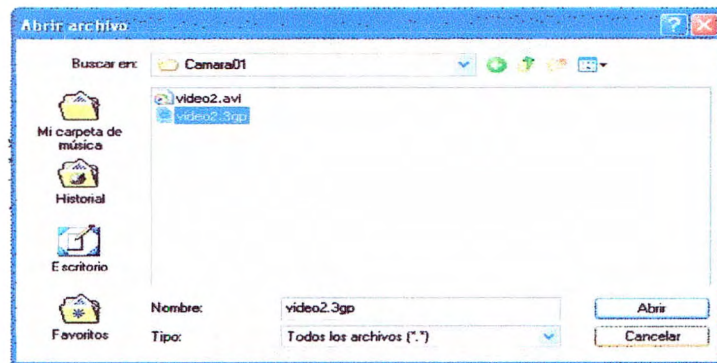 Abrir archivo
Buscar en: Camara01
video2.avi
video2.3gp
Mi carpeta de
música
Historial
Escritorio
Favoritos
Nombre: video2.3gp
Abrir
Tipo: Todos los archivos (*.*)
Cancelar